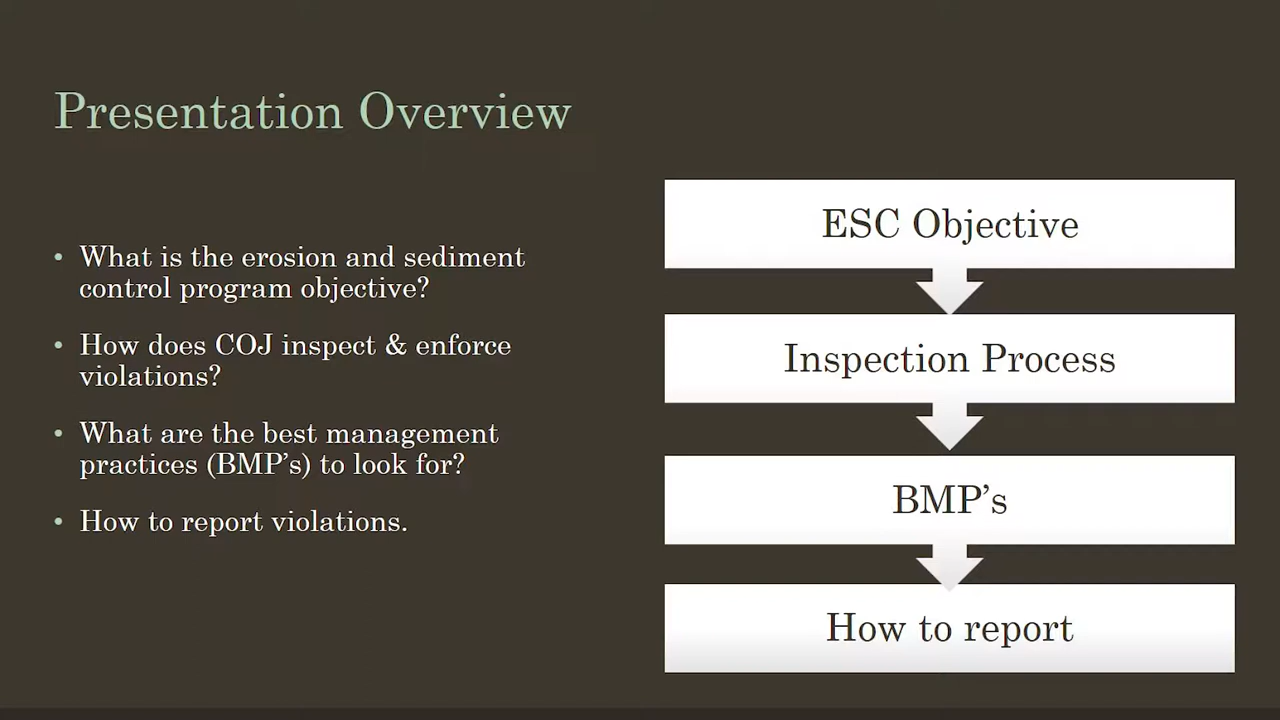 Presentation Overview
• What is the erosion and sediment
control program objective?
• How does COJ inspect & enforce
violations?
• What are the best management
practices (BMP’s) to look for?
• How to report violations.
ESC Objective
Inspection Process
BMP’s
How to report